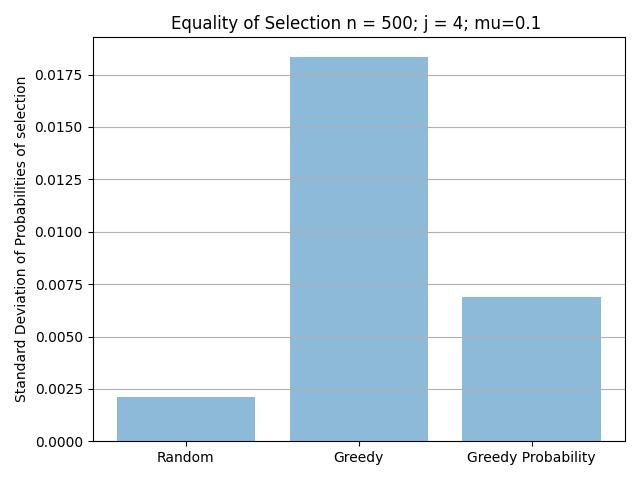 Equality of Selection n = 500; j = 4; mu=0.1
Standard Deviation of Probabilities of selection
0.0175
0.0150
0.0125
0.0100
0.0075
0.0050
0.0025
0.0000
Random Greedy Greedy Probability